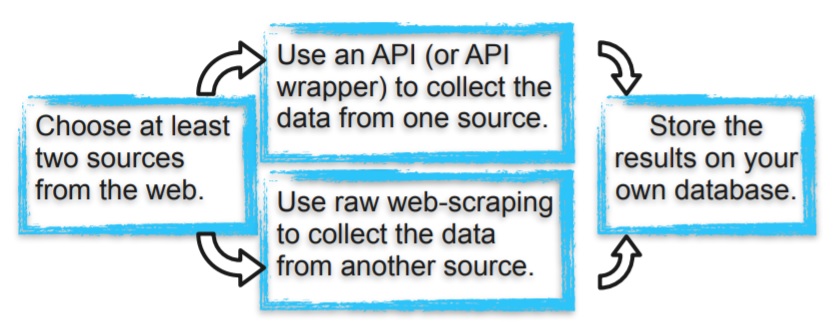 Choose at least
two sources
from the web.
Use an API (or API
wrapper) to collect the
data from one source.
Use raw web-scraping
to collect the data
from another source.
Store the
results on your
own database.